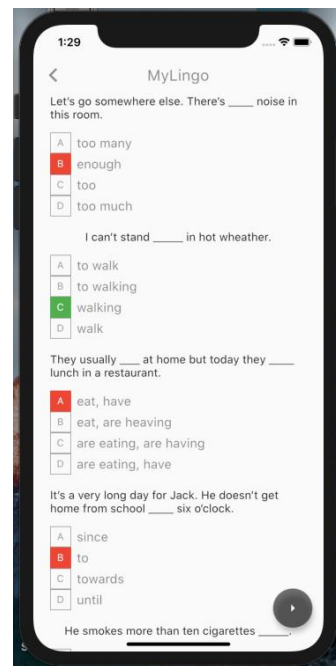 1:29
MyLingo
Let's go somewhere else. There's ____ noise in
this room.
A too many
B enough
C too
D too much
I can't stand _____ in hot wheather.
A to walk
B to walking
C walking
D walk
They usually ____ at home but today they ____
lunch in a restaurant.
A eat, have
B eat, are heaving
C are eating, are having
D are eating, have
It's a very long day for Jack. He doesn't get
home from school _____ six o'clock.
A since
B to
C towards
D until
He smokes more than ten cigarettes _____.